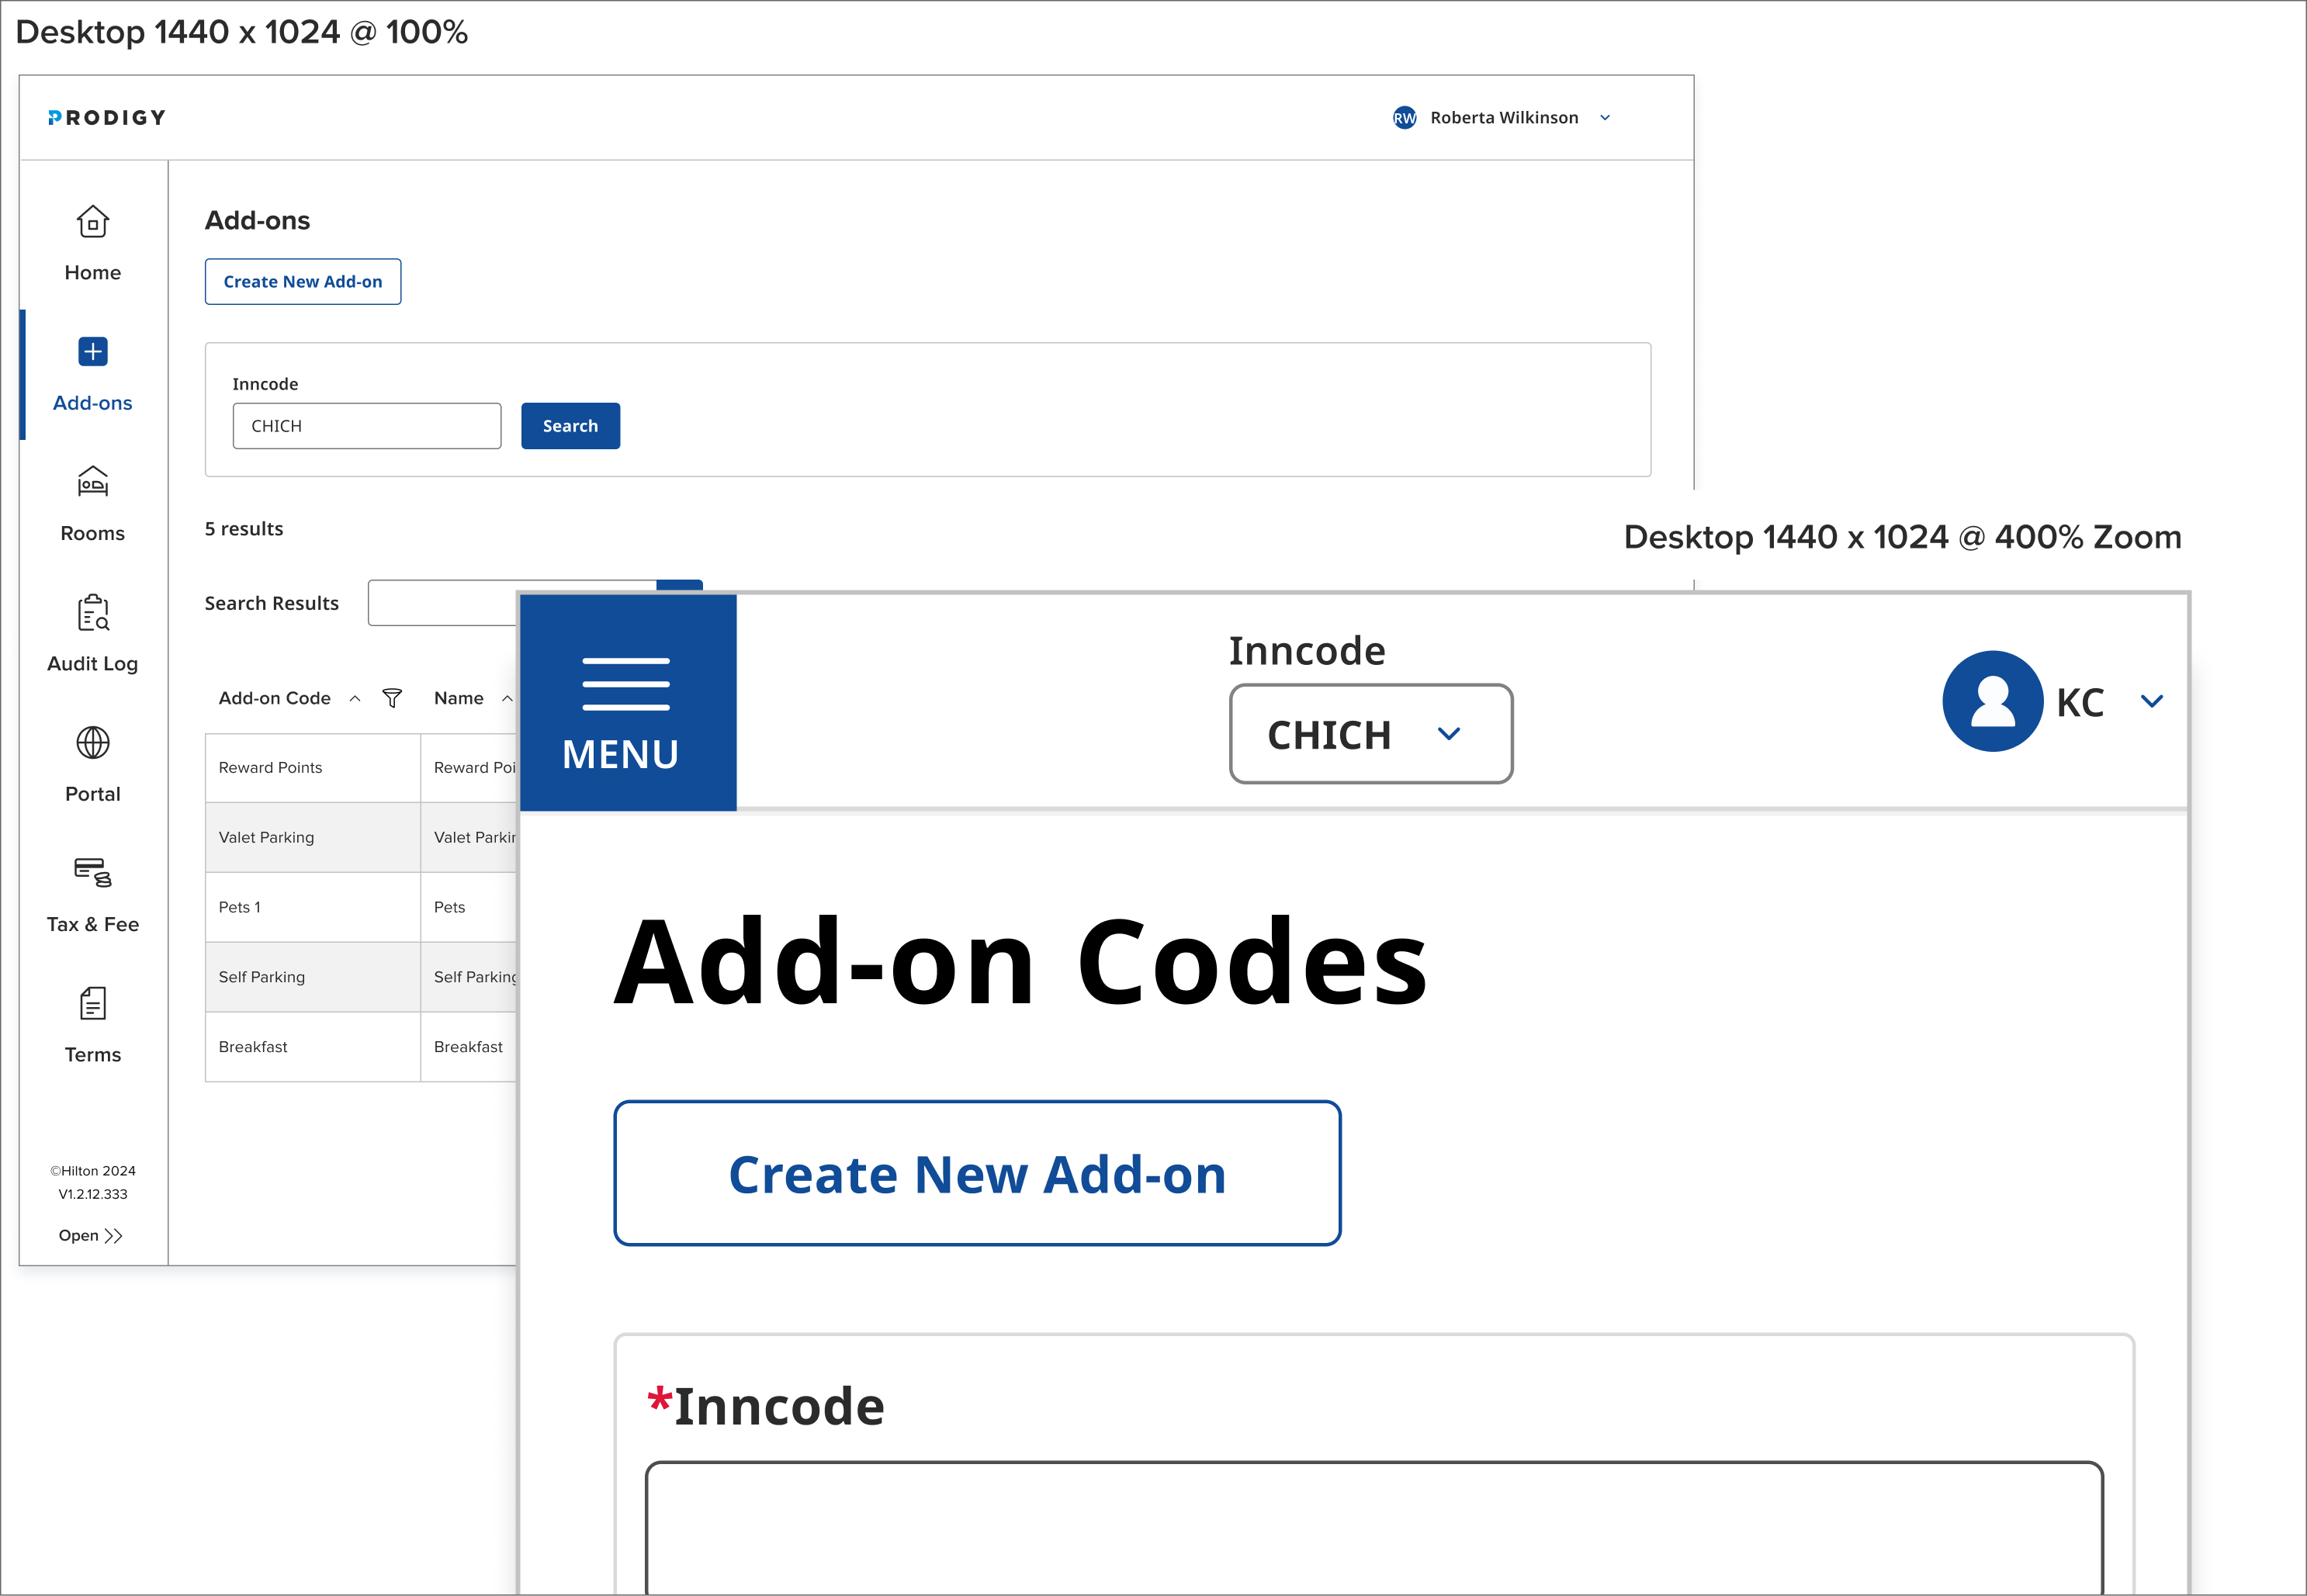 Desktop 1440 x 1024 @ 100%
PRODIGY
RW Roberta Wilkinson
Home
Add-ons
Rooms
Audit Log
Portal
Tax & Fee
Terms
©Hilton 2024
V1.2.12.333
Open
Add-ons
Create New Add-on
Inncode
CHICH
Search
5 results
Search Results
Add-on Code Name
Reward Points Reward Poi
Valet Parking Valet Parkin
Pets 1 Pets
Self Parking Self Parking
Breakfast Breakfast
Desktop 1440 x 1024 @ 400% Zoom
MENU
Inncode
CHICH
KC
Add-on Codes
Create New Add-on
*Inncode